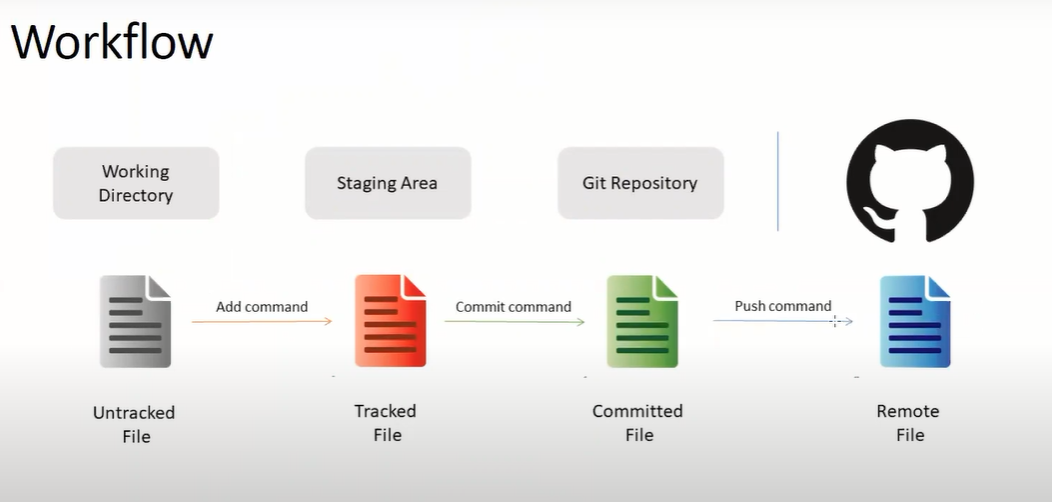 Workflow
Working
Directory
Staging Area
Git Repository
Add command
Commit command
Push command
Untracked
File
Tracked
File
Committed
File
Remote
File